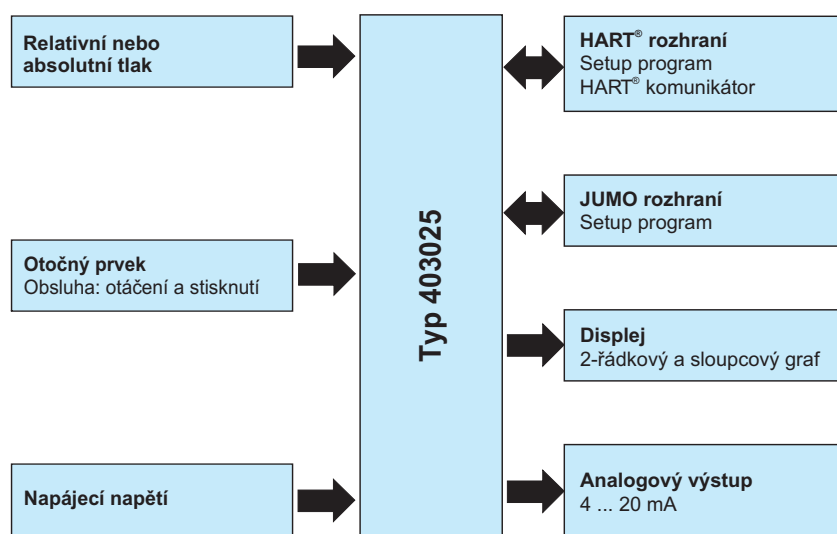 Relativní nebo
absolutní tlak
Otočný prvek
Obsluha: otáčení a stisknutí
Napájecí napětí
Typ 403025
HART® rozhraní
Setup program
HART® komunikátor
JUMO rozhraní
Setup program
Displej
2-řádkový a sloupcový graf
Analogový výstup
4 ... 20 mA